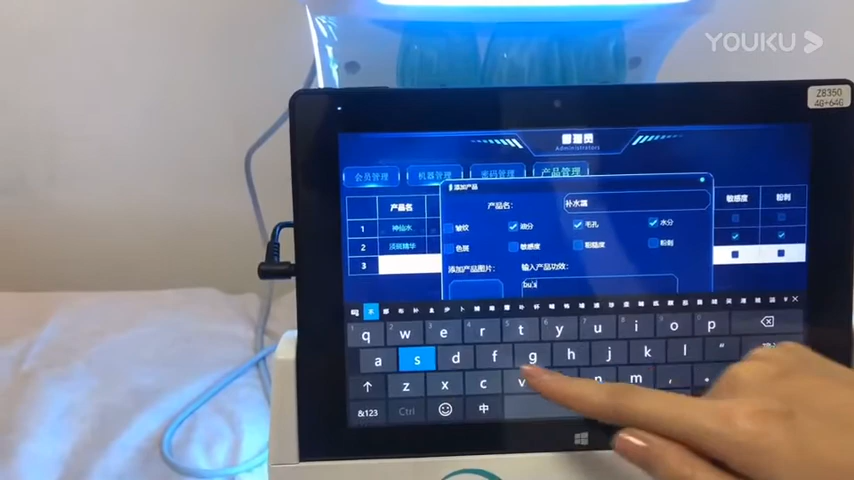 YOUKU
Z8350
4G+64G
管理员
Administrators
会员管理 机器管理 密码管理 产品管理
添加产品
产品名: 补水霜
产品名 敏感度 粉刺
皱纹 油分 毛孔 水分
1 神仙水
色斑 敏感度 粗糙度 粉刺
2 淡斑精华
3
添加产品图片: 输入产品功效:
bu's
q w e r t y u i o p
a s d f g h j k l "
z x c v n m ,
&123 Ctrl 中